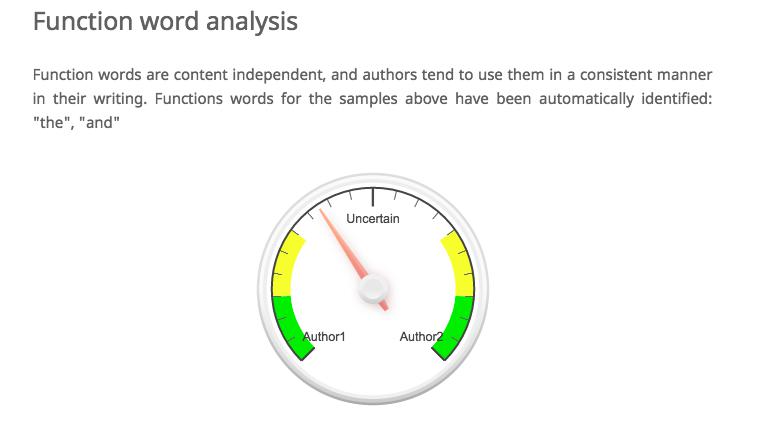 Function word analysis
Function words are content independent, and authors tend to use them in a consistent manner
in their writing. Functions words for the samples above have been automatically identified:
"the", "and"
Uncertain
Author1 Author2